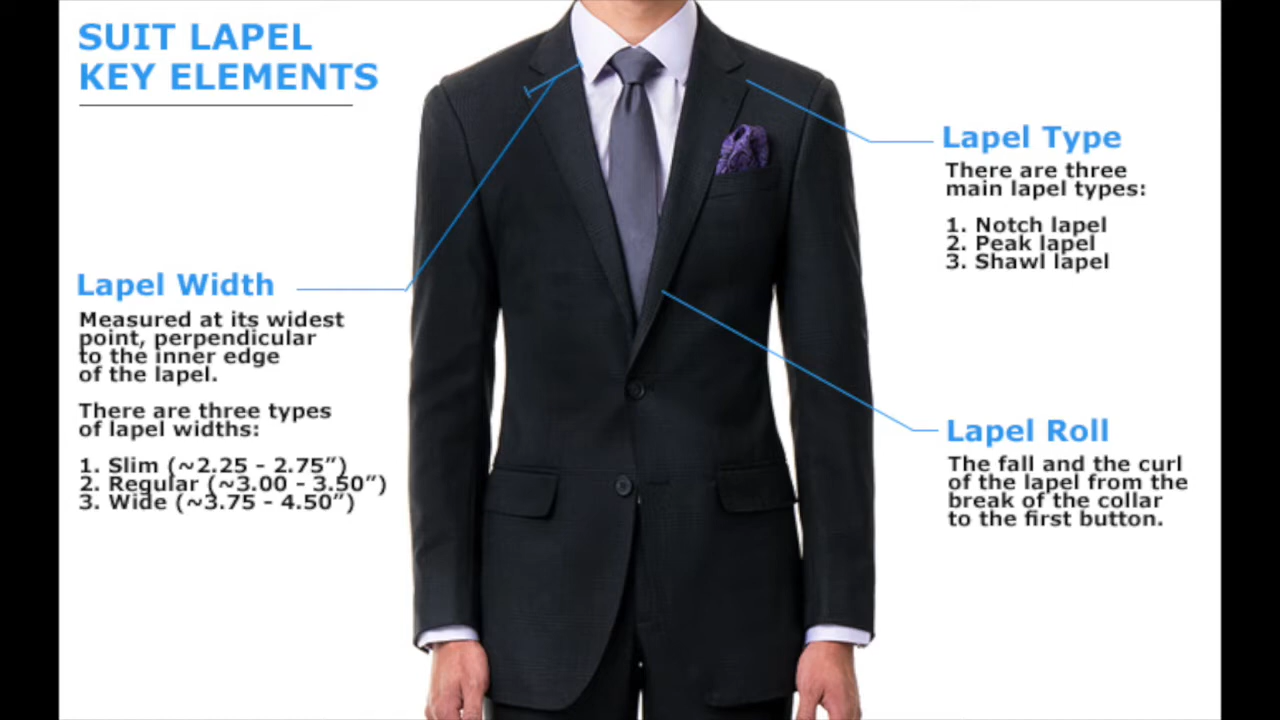 SUIT LAPEL
KEY ELEMENTS
Lapel Width
Measured at its widest
point, perpendicular
to the inner edge
of the lapel.
There are three types
of lapel widths:
1. Slim (~2.25 - 2.75”)
2. Regular (~3.00 - 3.50”)
3. Wide (~3.75 - 4.50”)
Lapel Type
There are three
main lapel types:
1. Notch lapel
2. Peak lapel
3. Shawl lapel
Lapel Roll
The fall and the curl
of the lapel from the
break of the collar
to the first button.